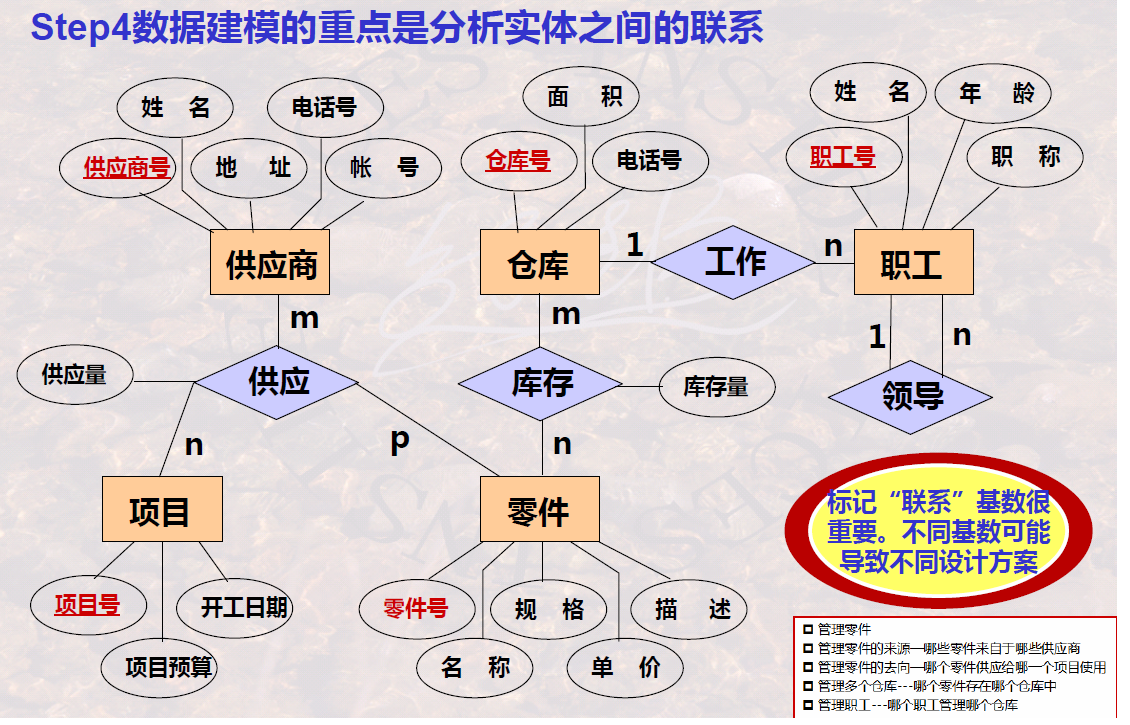 Step4数据建模的重点是分析实体之间的联系
姓 名
电话号
供应商号
地 址
帐 号
面 积
仓库号
电话号
姓 名
年 龄
职工号
职 称
供应商
仓库
1
工作
n
职工
m
m
1
n
供应量
供应
库存
库存量
领导
n
p
n
项目
零件
标记“联系”基数很
重要。不同基数可能
导致不同设计方案
项目号
开工日期
项目预算
零件号
规 格
描 述
名 称
单 价
管理零件
管理零件的来源—哪些零件来自于哪些供应商
管理零件的去向—哪个零件供应给哪一个项目使用
管理多个仓库---哪个零件存在哪个仓库中
管理职工---哪个职工管理哪个仓库